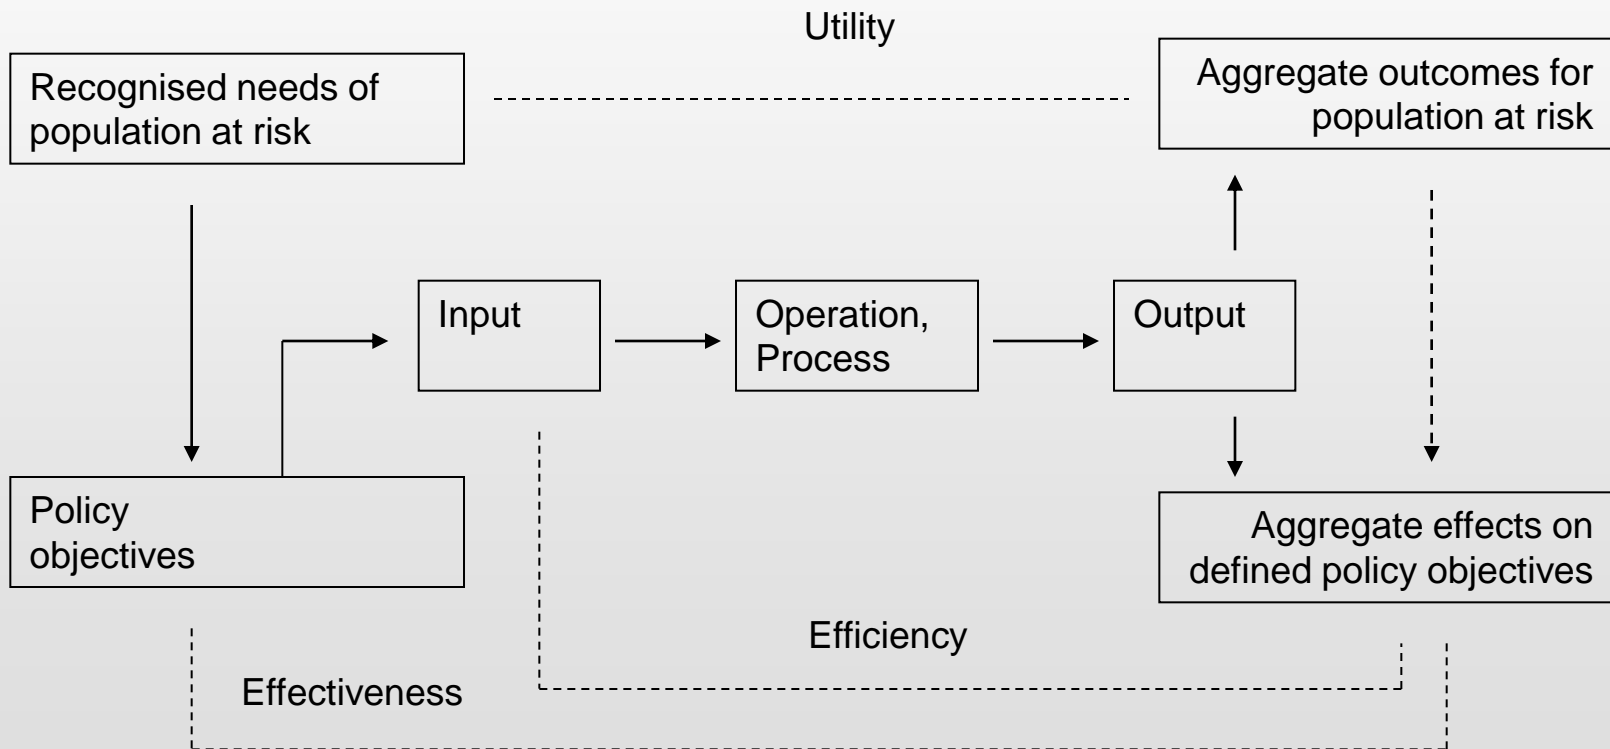 Utility
Recognised needs of
population at risk
Aggregate outcomes for
population at risk
Input
Operation,
Process
Output
Policy
objectives
Aggregate effects on
defined policy objectives
Efficiency
Effectiveness